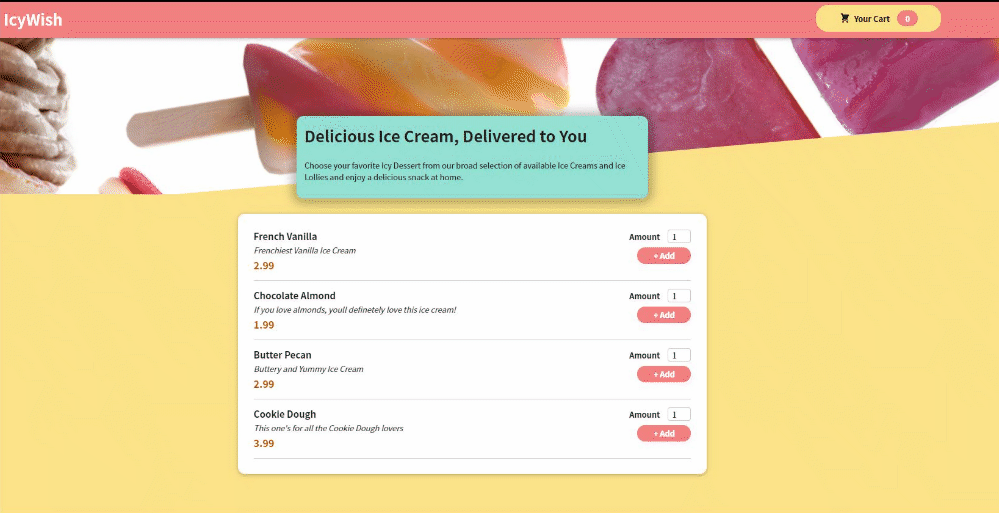 IcyWish
Your Cart 0
Delicious Ice Cream, Delivered to You
Choose your favorite Icy Dessert from our broad selection of available Ice Creams and Ice
Lollies and enjoy a delicious snack at home.
French Vanilla
Amount 1
Frenchiest Vanilla Ice Cream
+ Add
2.99
Chocolate Almond
Amount 1
If you love almonds, youll definetely love this ice cream!
+ Add
1.99
Butter Pecan
Amount 1
Buttery and Yummy Ice Cream
+ Add
2.99
Cookie Dough
Amount 1
This one's for all the Cookie Dough lovers
+ Add
3.99